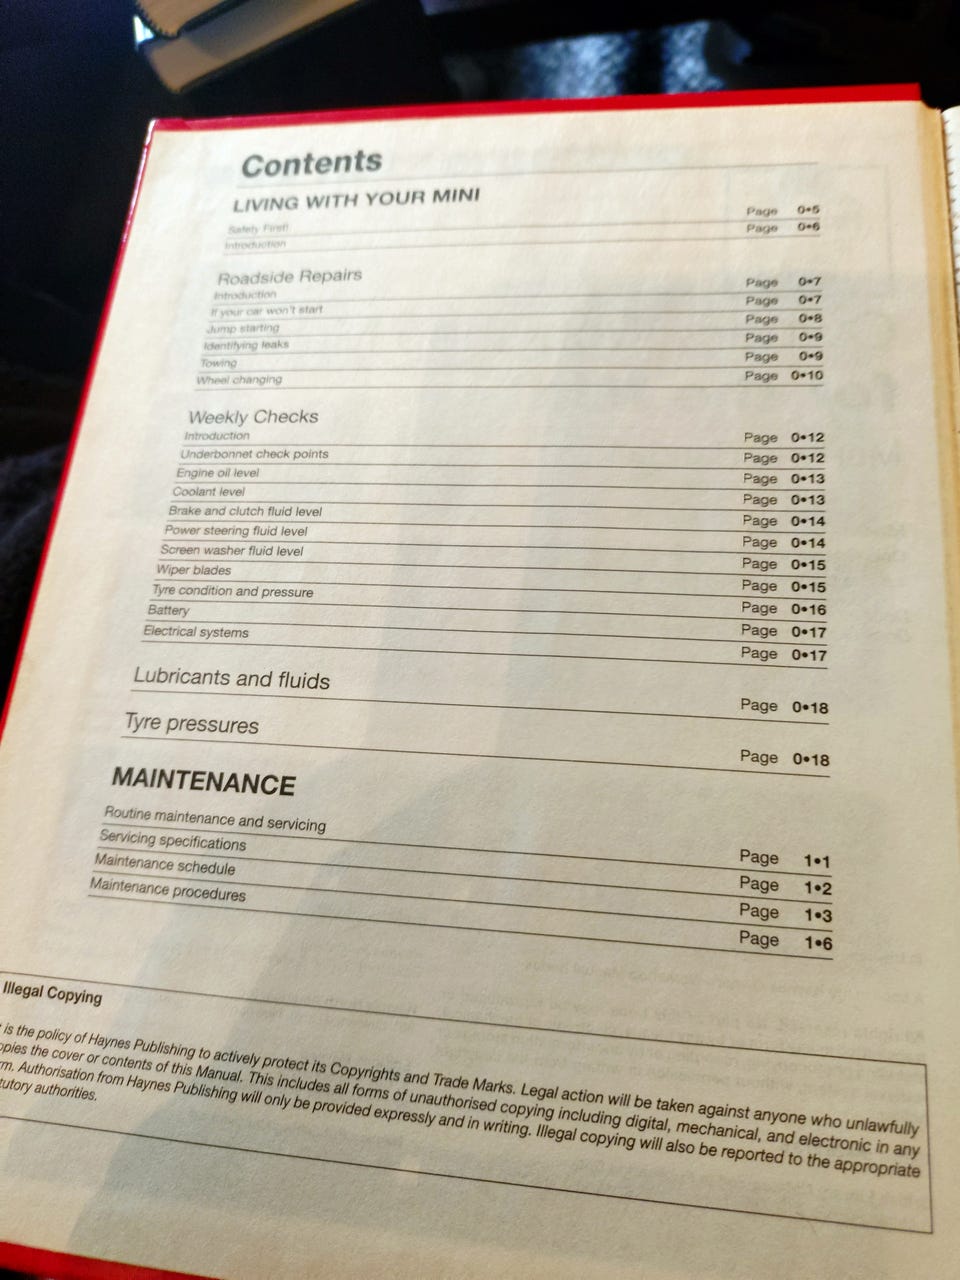 Contents
LIVING WITH YOUR MINI
Safety First! Page 0•5
Introduction Page 0•6
Roadside Repairs
Introduction Page 0•7
If your car won't start Page 0•7
Jump starting Page 0•8
Identifying leaks Page 0•9
Towing Page 0•9
Wheel changing Page 0•10
Weekly Checks
Introduction Page 0•12
Underbonnet check points Page 0•12
Engine oil level Page 0•13
Coolant level Page 0•13
Brake and clutch fluid level Page 0•14
Power steering fluid level Page 0•14
Screen washer fluid level Page 0•15
Wiper blades Page 0•15
Tyre condition and pressure Page 0•16
Battery Page 0•17
Electrical systems Page 0•17
Lubricants and fluids Page 0•18
Tyre pressures Page 0•18
MAINTENANCE
Routine maintenance and servicing Page 1•1
Servicing specifications Page 1•2
Maintenance schedule Page 1•3
Maintenance procedures Page 1•6
Illegal Copying
is the policy of Haynes Publishing to actively protect its Copyrights and Trade Marks. Legal action will be taken against anyone who unlawfully
opies the cover or contents of this Manual. This includes all forms of unauthorised copying including digital, mechanical, and electronic in any
rm. Authorisation from Haynes Publishing will only be provided expressly and in writing. Illegal copying will also be reported to the appropriate
tutory authorities.